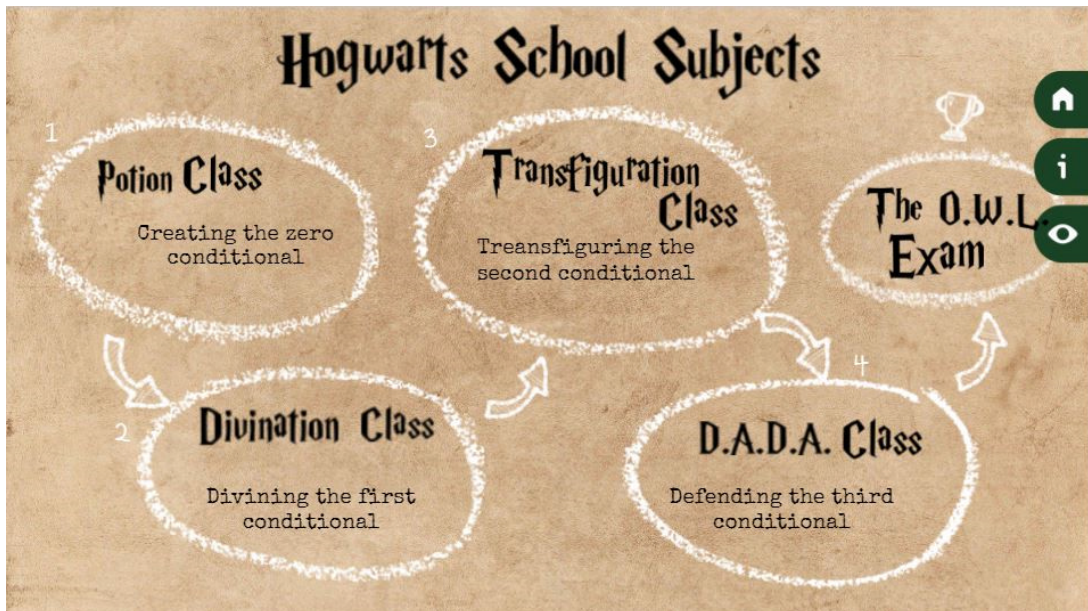 Hogwarts School Subjects
1
Potion Class
Creating the zero
conditional
2
Divination Class
Divining the first
conditional
3
Transfiguration
Class
Treansfiguring the
second conditional
4
D.A.D.A. Class
Defending the third
conditional
The O.W.L.
Exam
i